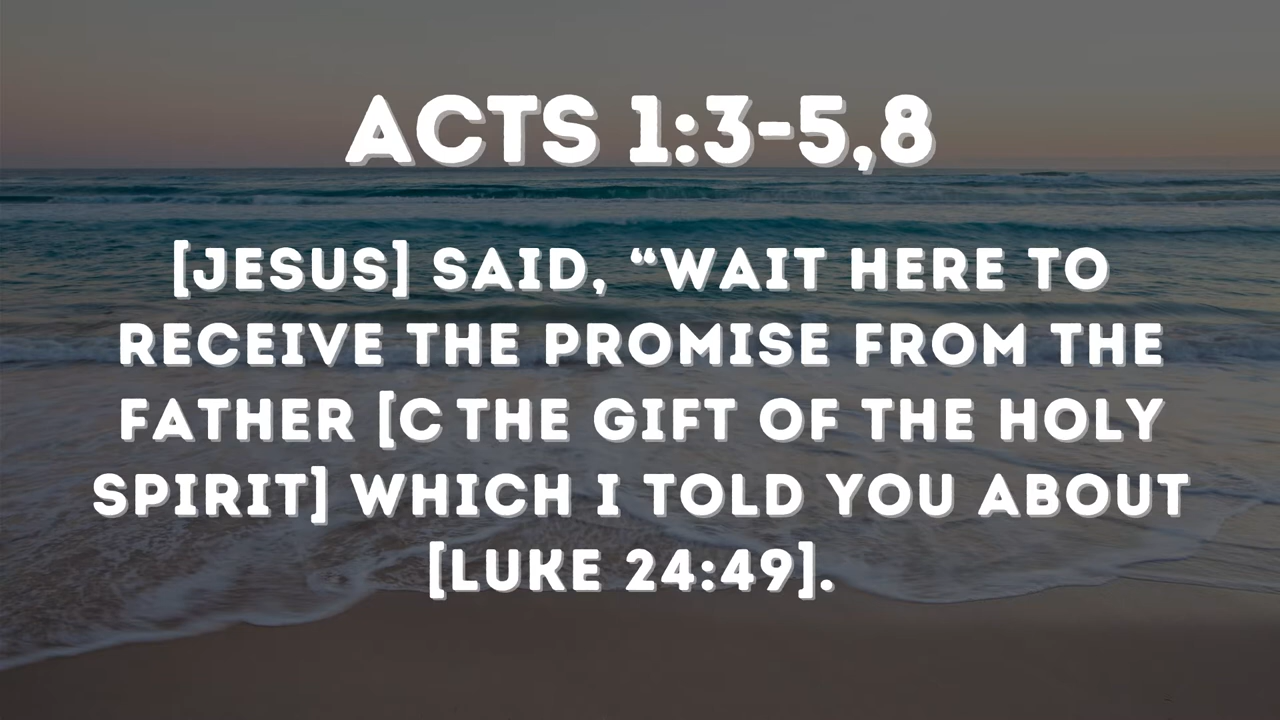 ACTS 1:3-5,8
[JESUS] SAID, “WAIT HERE TO
RECEIVE THE PROMISE FROM THE
FATHER [C THE GIFT OF THE HOLY
SPIRIT] WHICH I TOLD YOU ABOUT
[LUKE 24:49].